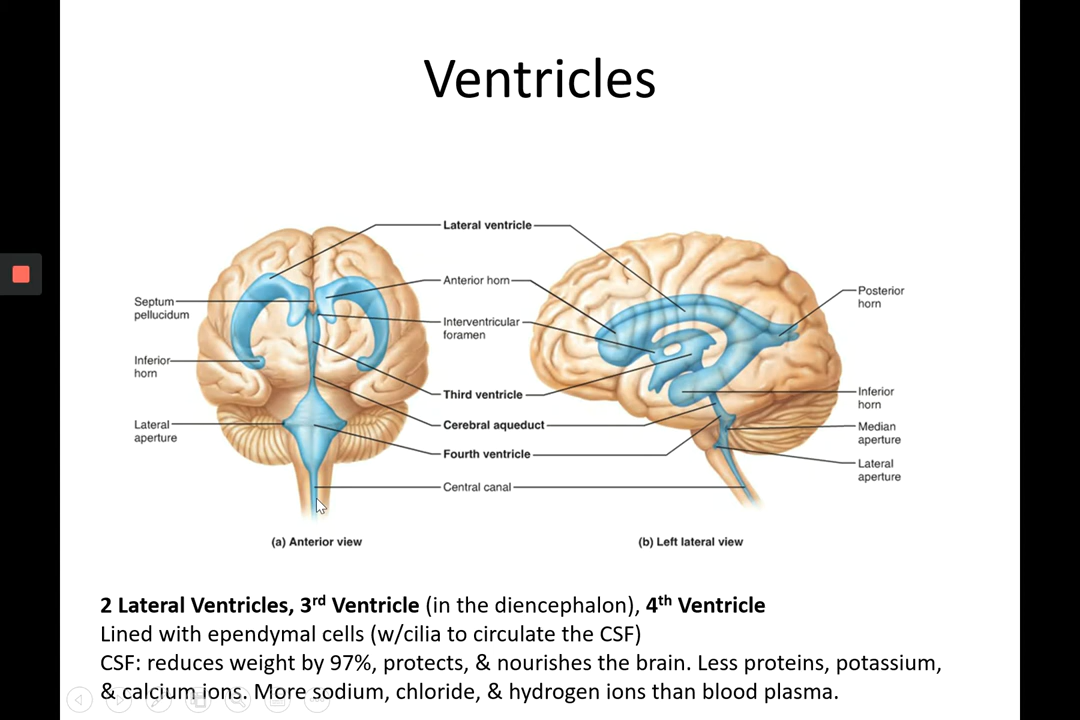 Ventricles
Lateral ventricle
Anterior horn
Septum
pellucidum
Interventricular
foramen
Inferior
horn
Third ventricle
Lateral
aperture
Cerebral aqueduct
Fourth ventricle
Central canal
Posterior
horn
Inferior
horn
Median
aperture
Lateral
aperture
(a) Anterior view
(b) Left lateral view
2 Lateral Ventricles, 3rd Ventricle (in the diencephalon), 4th Ventricle
Lined with ependymal cells (w/cilia to circulate the CSF)
CSF: reduces weight by 97%, protects, & nourishes the brain. Less proteins, potassium,
& calcium ions. More sodium, chloride, & hydrogen ions than blood plasma.